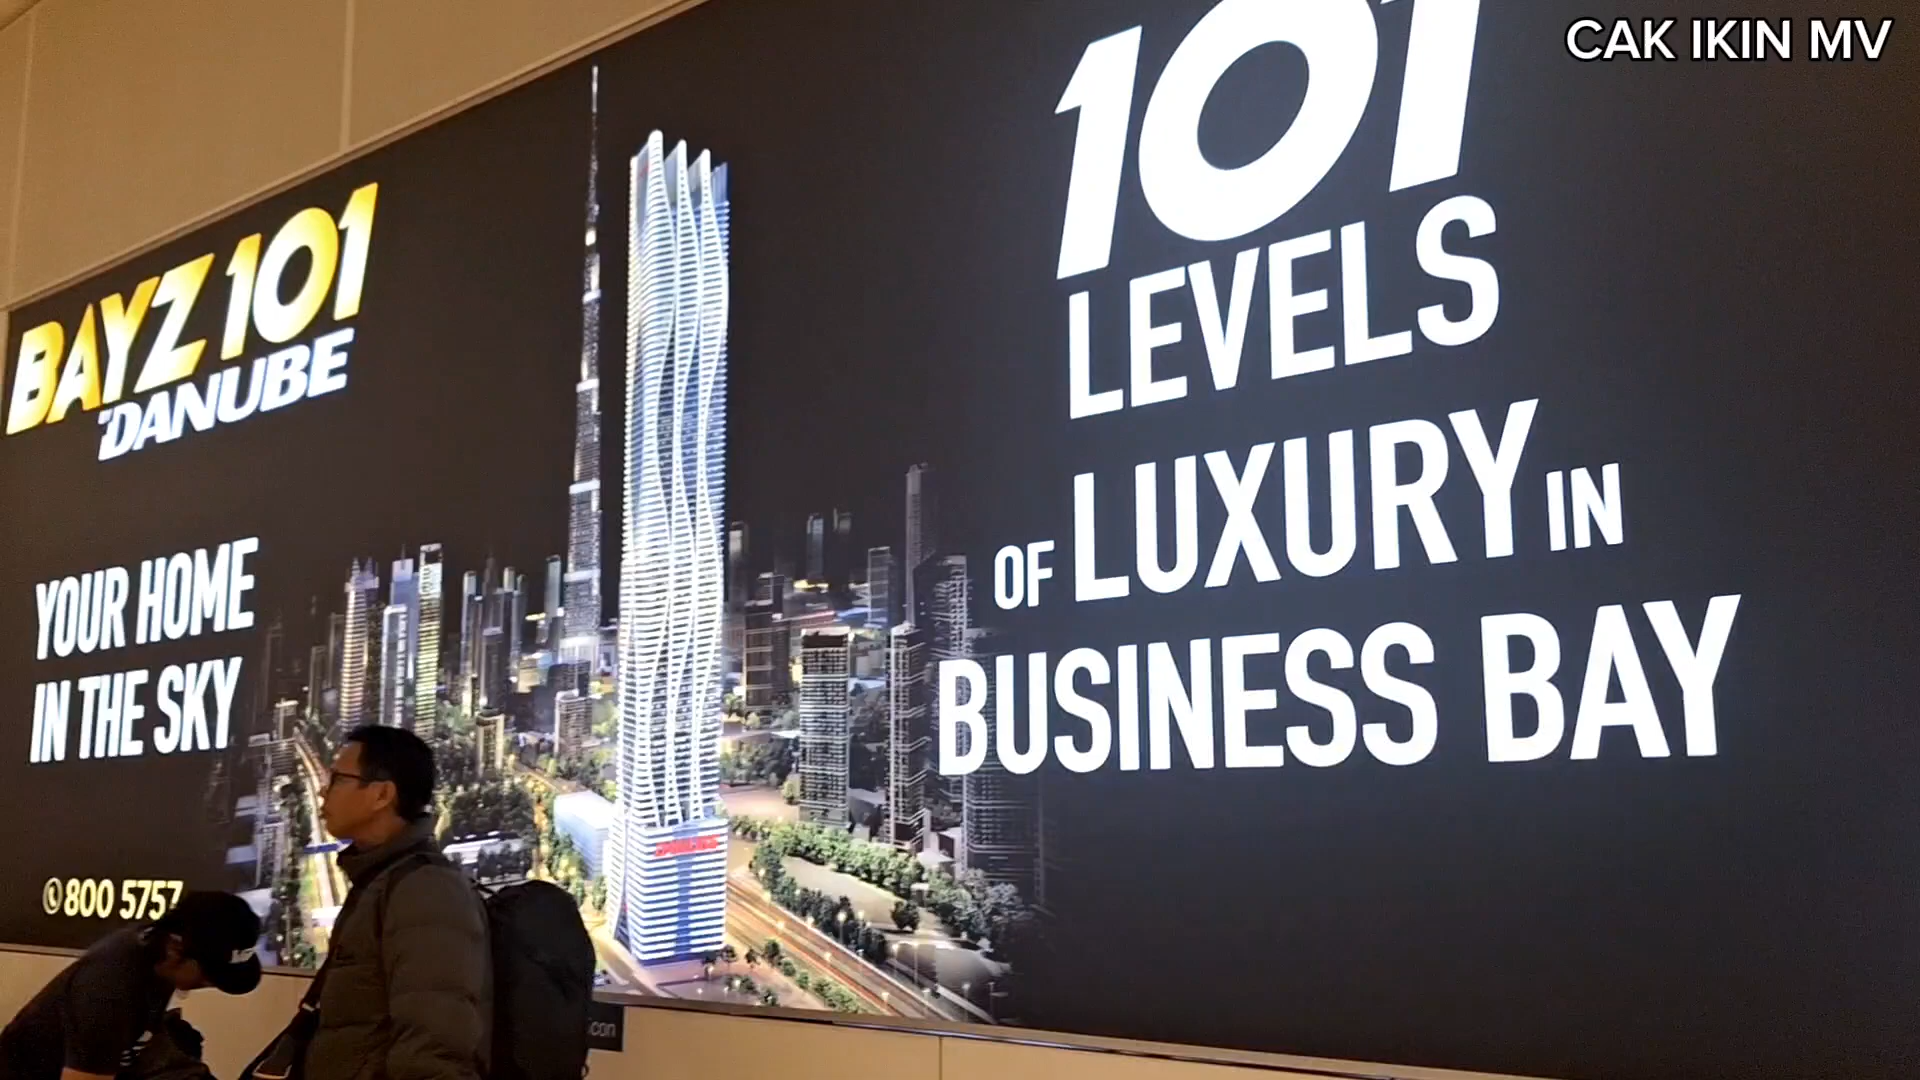 CAK IKIN MV
BAYZ 101
BY DANUBE
YOUR HOME
IN THE SKY
800 5757
101
LEVELS
OF LUXURY IN
BUSINESS BAY